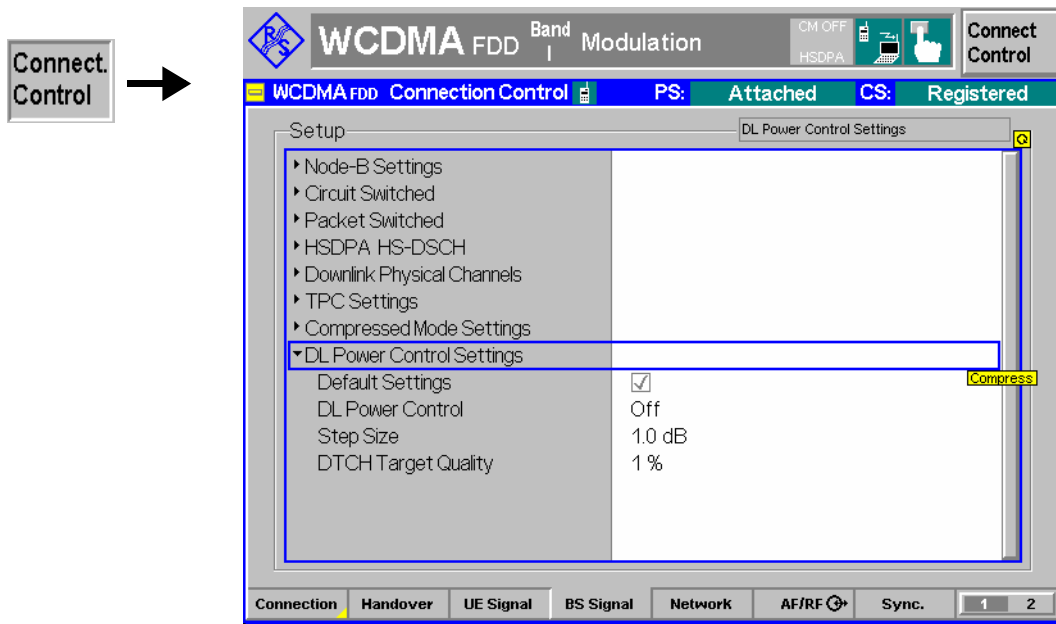 Connect.
Control
R&S
WCDMA FDD Band I Modulation
CM OFF
HSDPA
Connect
Control
WCDMA FDD Connection Control PS: Attached CS: Registered
Setup
DL Power Control Settings
Node-B Settings
Circuit Switched
Packet Switched
HSDPA HS-DSCH
Downlink Physical Channels
TPC Settings
Compressed Mode Settings
DL Power Control Settings
Compress
Default Settings
DL Power Control Off
Step Size 1.0 dB
DTCH Target Quality 1 %
Connection Handover UE Signal BS Signal Network AF/RF Sync. 1 2